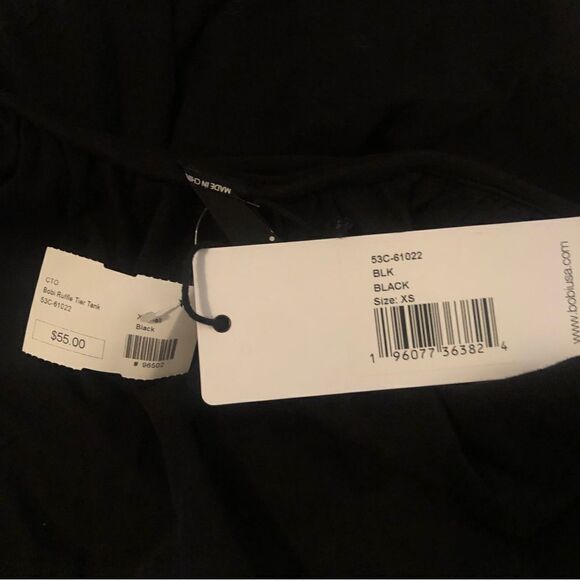 MADE IN CHIN
CTO
Bobi Ruffle Tier Tank
53C-61022
$55.00
Black
# 96502
53C-61022
BLK
BLACK
Size: XS
1 96077 36382 4
www.bobiusa.com